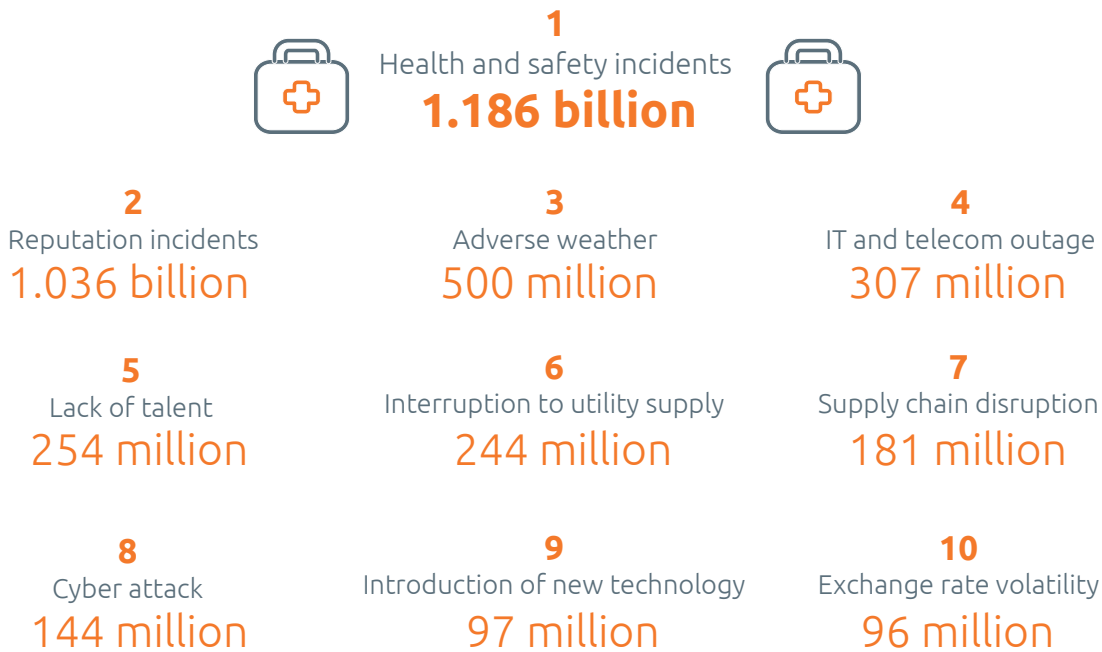 1
Health and safety incidents
1.186 billion
2
Reputation incidents
1.036 billion
3
Adverse weather
500 million
4
IT and telecom outage
307 million
5
Lack of talent
254 million
6
Interruption to utility supply
244 million
7
Supply chain disruption
181 million
8
Cyber attack
144 million
9
Introduction of new technology
97 million
10
Exchange rate volatility
96 million